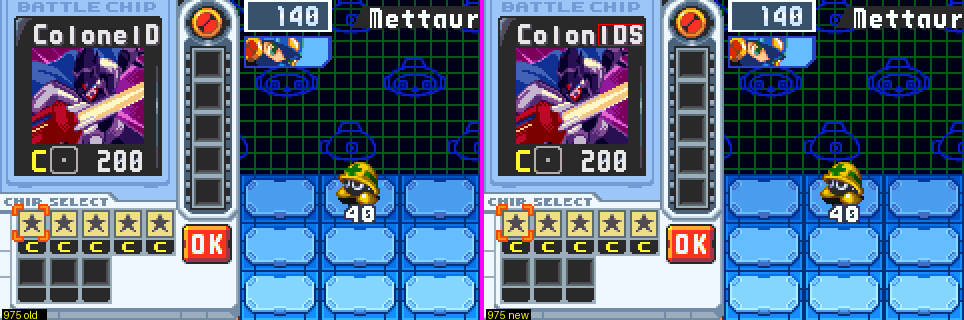 BATTLE CHIP
ColonelD
C 200
CHIP SELECT
C C C C C
OK
140
Mettaur
40
975 old
BATTLE CHIP
ColonlDS
C 200
CHIP SELECT
C C C C C
OK
140
Mettaur
40
975 new